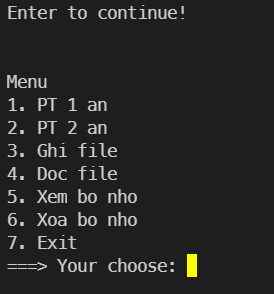 Enter to continue!
Menu
1. PT 1 an
2. PT 2 an
3. Ghi file
4. Doc file
5. Xem bo nho
6. Xoa bo nho
7. Exit
===> Your choose: